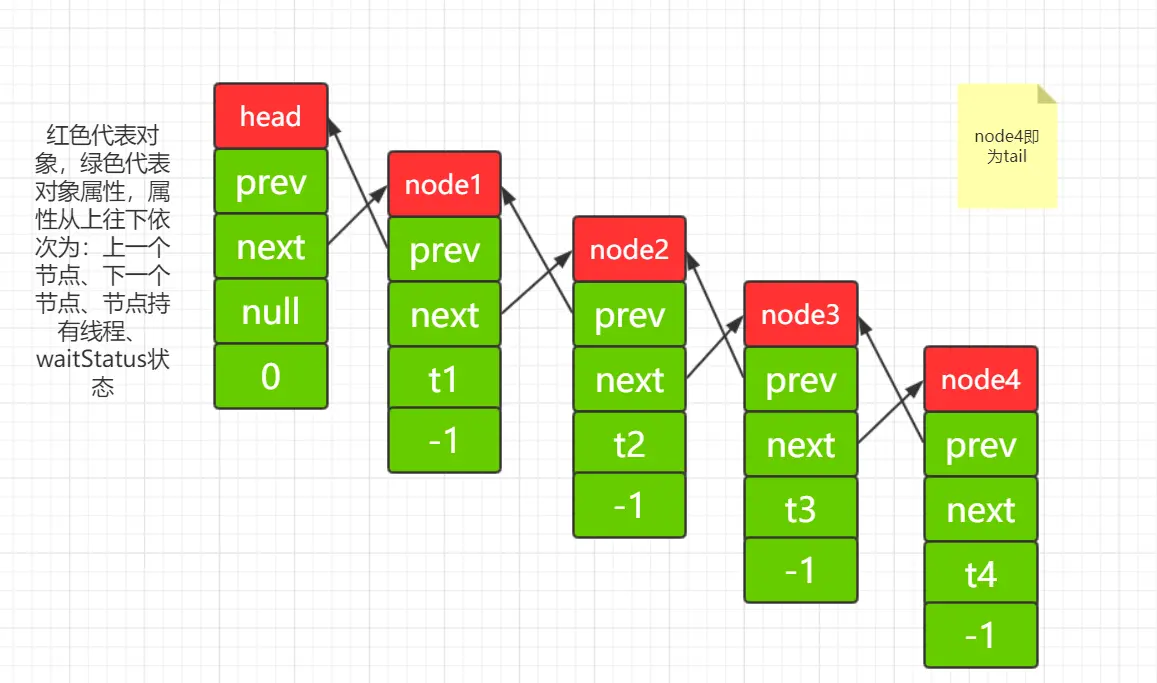 红色代表对
象，绿色代表
对象属性，属
性从上往下依
次为：上一个
节点、下一个
节点、节点持
有线程、
waitStatus状
态
head
prev
next
null
0
node1
prev
next
t1
-1
node2
prev
next
t2
-1
node3
prev
next
t3
-1
node4
prev
next
t4
-1
node4即
为tail